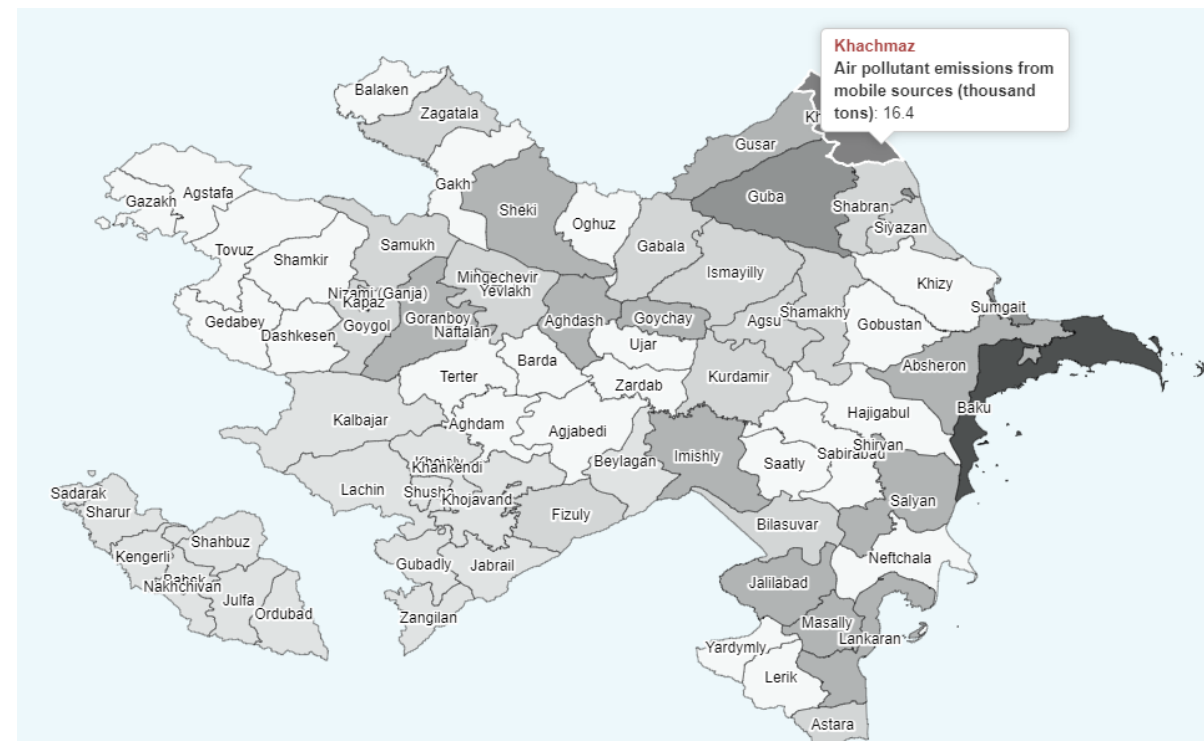 Khachmaz
Air pollutant emissions from
mobile sources (thousand
tons): 16.4
Balaken
Zagatala
Gusar
Gakh
Agstafa
Gazakh
Guba
Sheki
Shabran
Oghuz
Siyazan
Tovuz
Samukh
Gabala
Shamkir
Ismayilly
Mingechevir
Khizy
Yevlakh
Nizami (Ganja)
Kapaz
Sumgait
Gedabey
Goranboy
Aghdash
Goychay
Agsu
Shamakhy
Gobustan
Dashkesen
Goygol
Naftalan
Ujar
Barda
Absheron
Terter
Zardab
Kurdamir
Baku
Kalbajar
Hajigabul
Aghdam
Agjabedi
Shirvan
Sabirabad
Imishly
Beylagan
Saatly
Khankendi
Lachin
Shusha
Khojavand
Salyan
Sadarak
Sharur
Fizuly
Bilasuvar
Shahbuz
Kengerli
Neftchala
Gubadly
Jabrail
Nakhchivan
Jalilabad
Julfa
Ordubad
Zangilan
Masally
Lankaran
Yardymly
Lerik
Astara